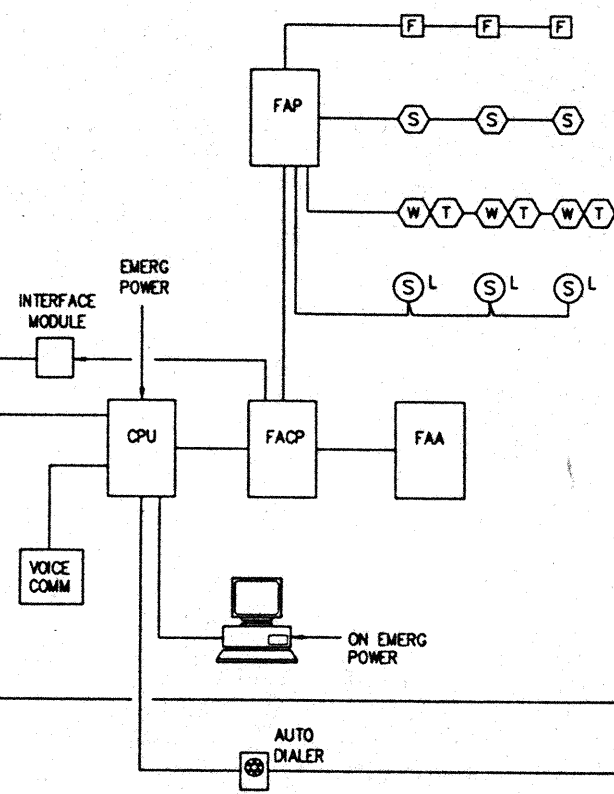 F F F
FAP
S S S
W T W T W T
S L S L S L
EMERG
POWER
INTERFACE
MODULE
CPU
FACP
FAA
VOICE
COMM
ON EMERG
POWER
AUTO
DIALER